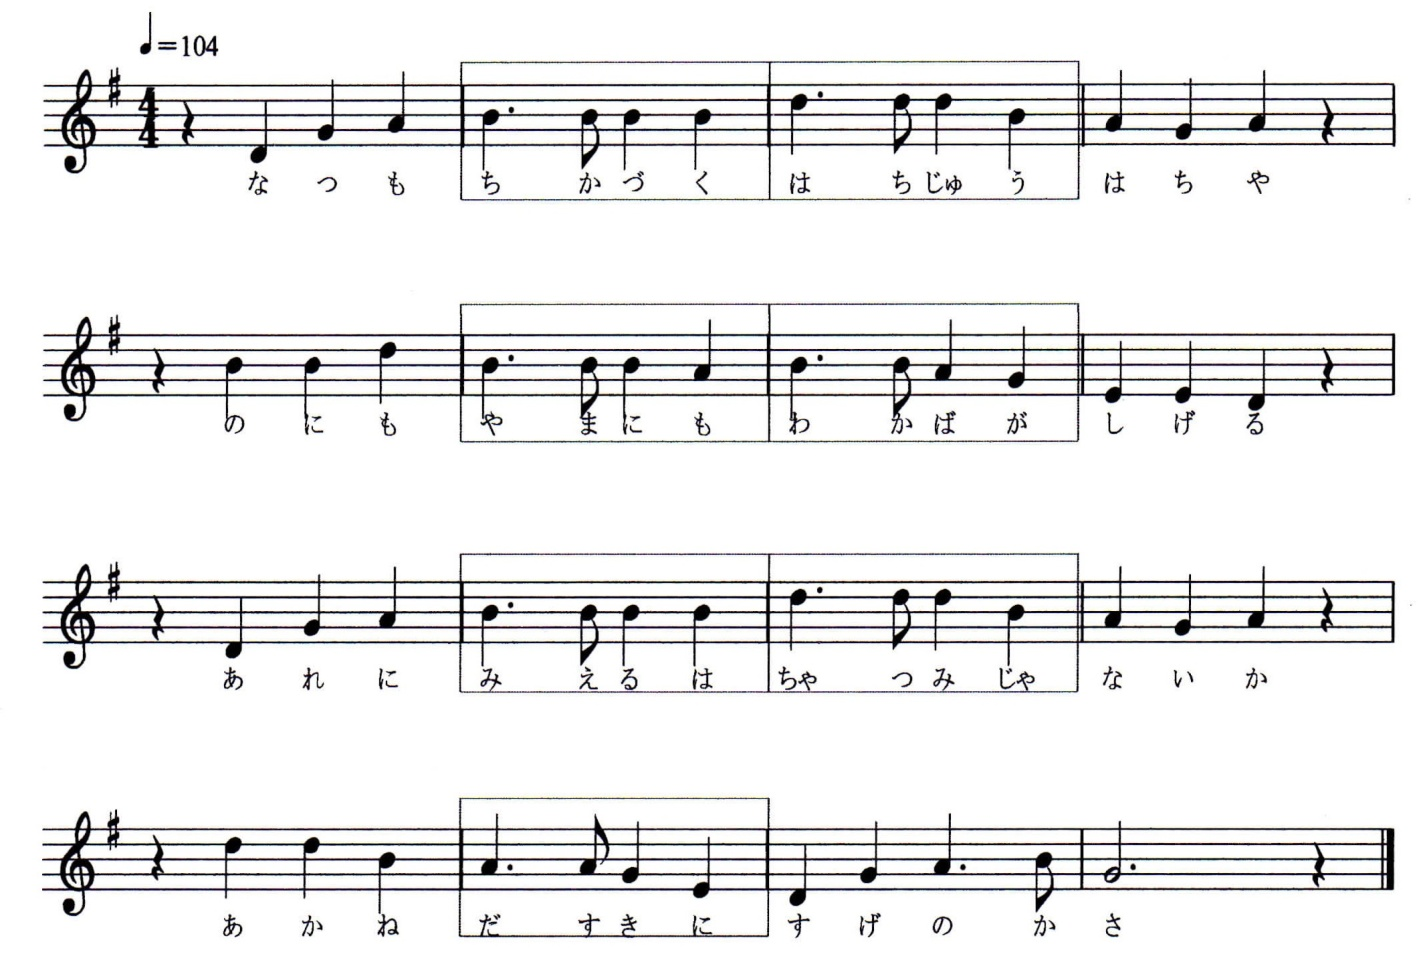 ♩=104
なつもちかづくはちじゅうはちや
のにもやまにもわかばがしげる
あれにみえるはちゃつみじゃないか
あかねだすきにすげのかさ